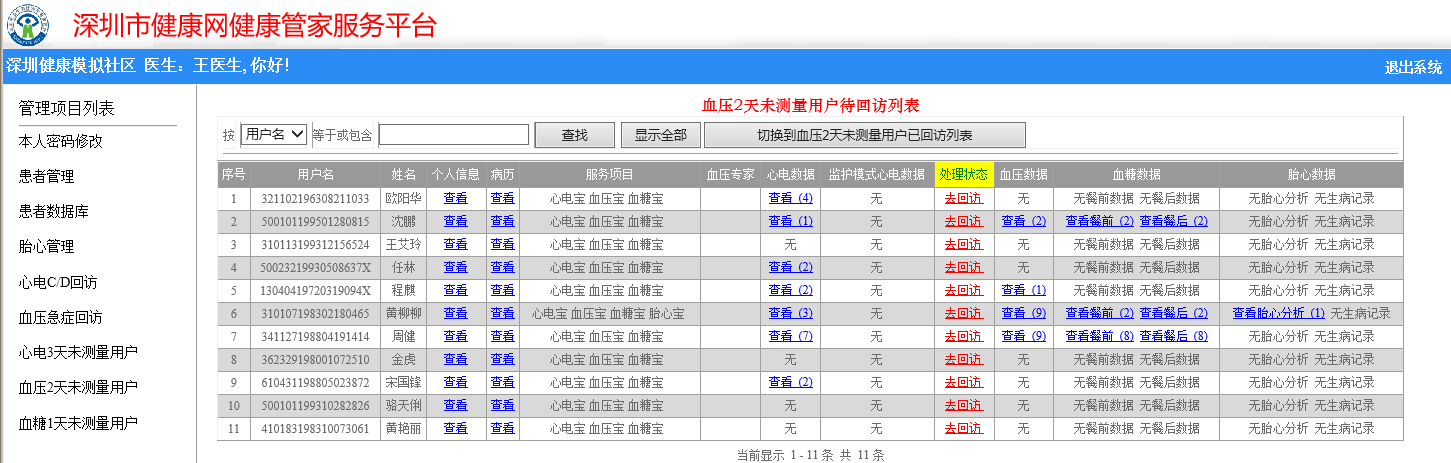 深圳市健康网健康管家服务平台
深圳健康模拟社区 医生：王医生,你好！ 退出系统
管理项目列表
本人密码修改
患者管理
患者数据库
胎心管理
心电C/D回访
血压急症回访
心电3天未测量用户
血压2天未测量用户
血糖1天未测量用户
血压2天未测量用户待回访列表
按 用户名 等于或包含 查找 显示全部 切换到血压2天未测量用户已回访列表
序号 用户名 姓名 个人信息 病历 服务项目 血压专家 心电数据 监护模式心电数据 处理状态 血压数据 血糖数据 胎心数据
1 321102196308211033 欧阳华 查看 查看 心电宝 血压宝 血糖宝 查看 (4) 无 去回访 无 无餐前数据 无餐后数据 无胎心分析 无生病记录
2 500101199501280815 沈鹏 查看 查看 心电宝 血压宝 血糖宝 查看 (1) 无 去回访 查看 (2) 查看餐前 (2) 查看餐后 (2) 无胎心分析 无生病记录
3 310113199312156524 王艾玲 查看 查看 心电宝 血压宝 血糖宝 无 无 去回访 无 无餐前数据 无餐后数据 无胎心分析 无生病记录
4 50023219930508637X 任林 查看 查看 心电宝 血压宝 血糖宝 查看 (2) 无 去回访 无 无餐前数据 无餐后数据 无胎心分析 无生病记录
5 13040419720319094X 程麒 查看 查看 心电宝 血压宝 血糖宝 查看 (2) 无 去回访 查看 (1) 无餐前数据 无餐后数据 无胎心分析 无生病记录
6 310107198302180465 黄柳柳 查看 查看 心电宝 血压宝 血糖宝 胎心宝 查看 (3) 无 去回访 查看 (9) 查看餐前 (2) 查看餐后 (2) 查看胎心分析 (1) 无生病记录
7 341127198804191414 周健 查看 查看 心电宝 血压宝 血糖宝 查看 (7) 无 去回访 查看 (9) 查看餐前 (8) 查看餐后 (8) 无胎心分析 无生病记录
8 362329198001072510 金虎 查看 查看 心电宝 血压宝 血糖宝 无 无 去回访 无 无餐前数据 无餐后数据 无胎心分析 无生病记录
9 610431198805023872 宋国锋 查看 查看 心电宝 血压宝 血糖宝 查看 (2) 无 去回访 无 无餐前数据 无餐后数据 无胎心分析 无生病记录
10 500101199310282826 骆天俐 查看 查看 心电宝 血压宝 血糖宝 无 无 去回访 无 无餐前数据 无餐后数据 无胎心分析 无生病记录
11 410183198310073061 黄艳丽 查看 查看 心电宝 血压宝 血糖宝 无 无 去回访 无 无餐前数据 无餐后数据 无胎心分析 无生病记录
当前显示 1 - 11 条 共 11 条